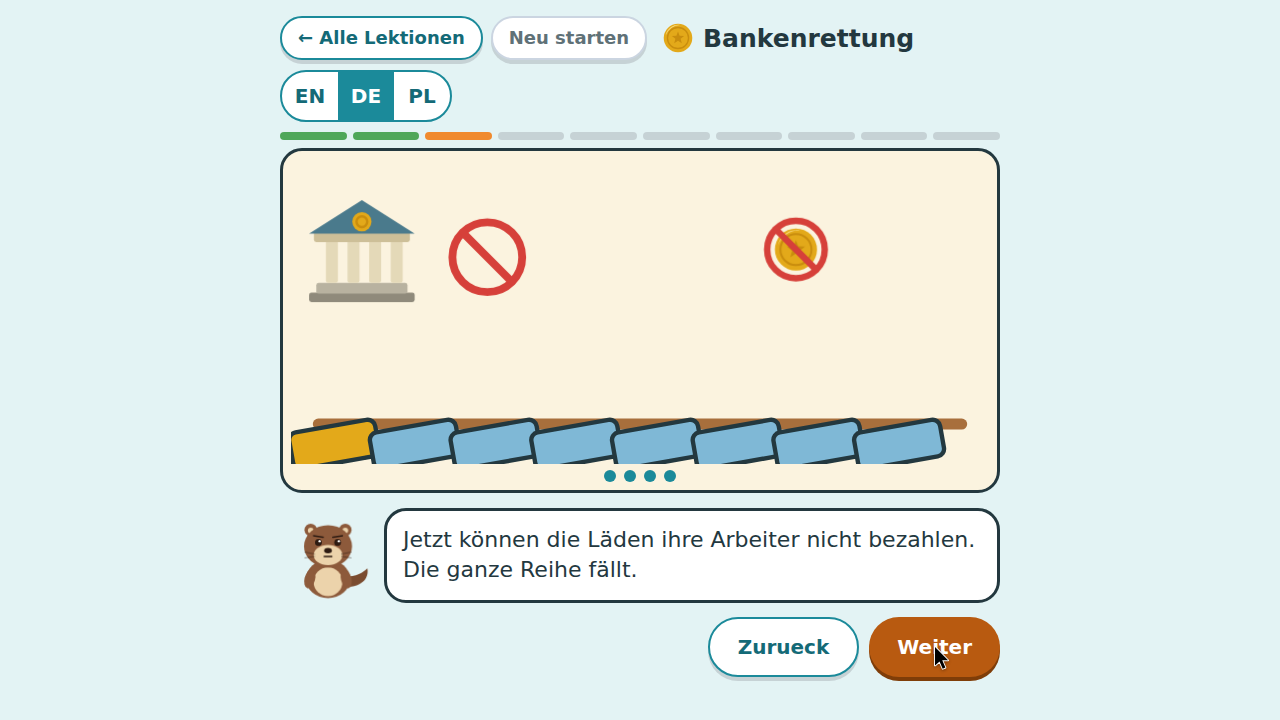 ← Alle Lektionen
Neu starten
Bankenrettung
EN
DE
PL
Jetzt können die Läden ihre Arbeiter nicht bezahlen.
Die ganze Reihe fällt.
Zurueck
Weiter